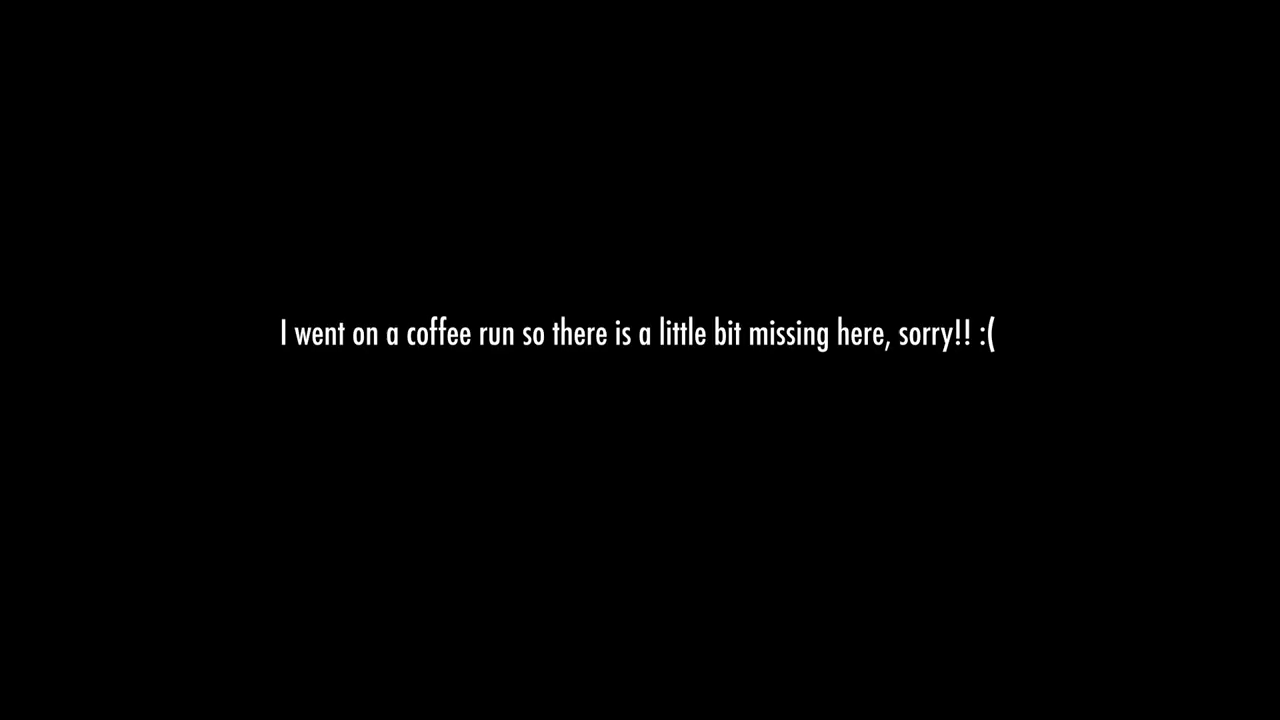 I went on a coffee run so there is a little bit missing here, sorry!! :(